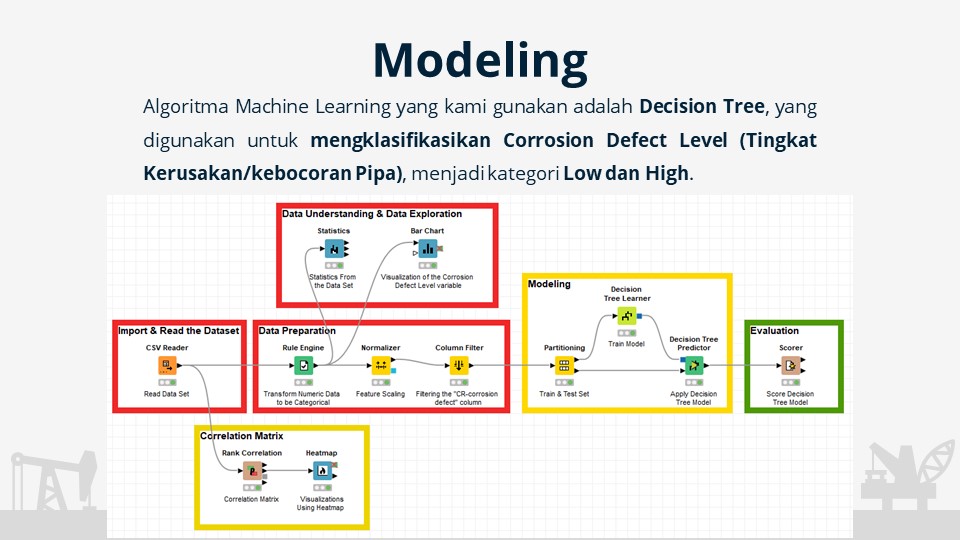 Modeling
Algoritma Machine Learning yang kami gunakan adalah Decision Tree, yang
digunakan untuk mengklasifikasikan Corrosion Defect Level (Tingkat
Kerusakan/kebocoran Pipa), menjadi kategori Low dan High.
Data Understanding & Data Exploration
Statistics
Statistics From
the Data Set
Bar Chart
Visualization of the Corrosion
Defect Level variable
Import & Read the Dataset
CSV Reader
Read Data Set
Data Preparation
Rule Engine
Transform Numeric Data
to be Categorical
Normalizer
Feature Scaling
Column Filter
Filtering the "CR-corrosion
defect" column
Modeling
Partitioning
Train & Test Set
Decision
Tree Learner
Train Model
Decision Tree
Predictor
Apply Decision
Tree Model
Evaluation
Scorer
Score Decision
Tree Model
Correlation Matrix
Rank Correlation
Correlation Matrix
Heatmap
Visualizations
Using Heatmap